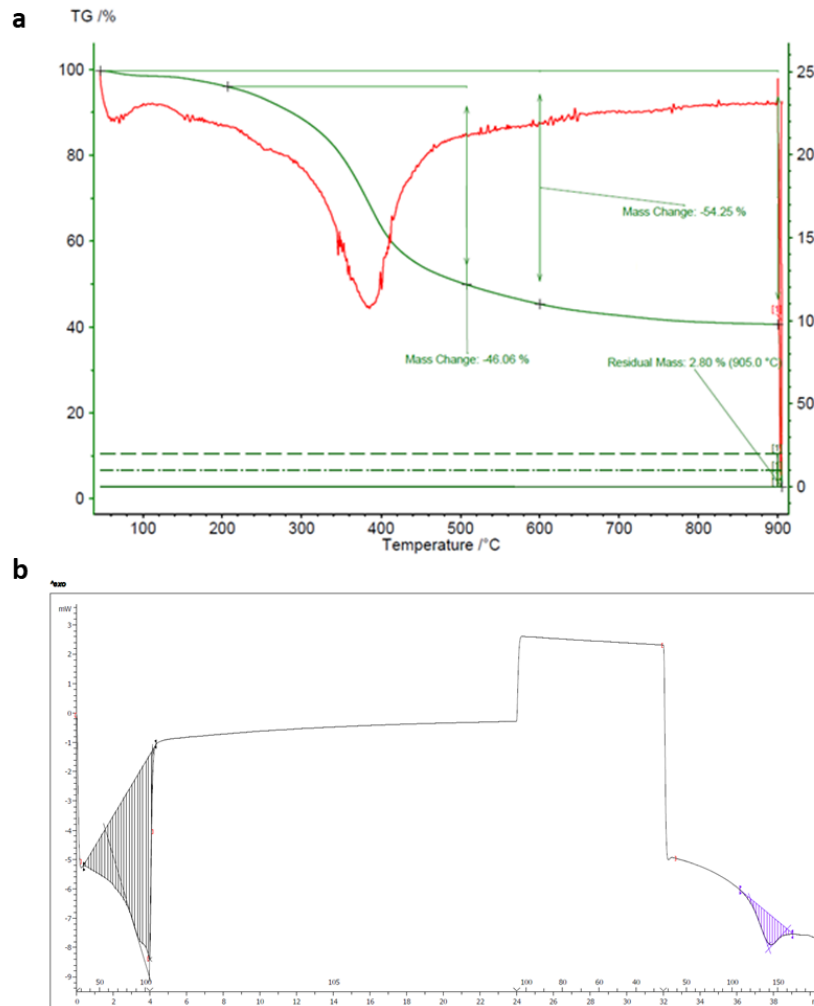 a
TG /%
100
80
60
40
20
0
25
20
15
10
50
0
Mass Change: -54.25 %
Mass Change: -46.06 %
Residual Mass: 2.80 % (905.0 °C)
100 200 300 400 500 600 700 800 900
Temperature /°C
b
^exo
mW
3
2
1
0
-1
-2
-3
-4
-5
-6
-7
-8
-9
50 100 105 100 80 60 40 50 100 150
0 2 4 6 8 10 12 14 16 18 20 22 24 26 28 30 32 34 36 38